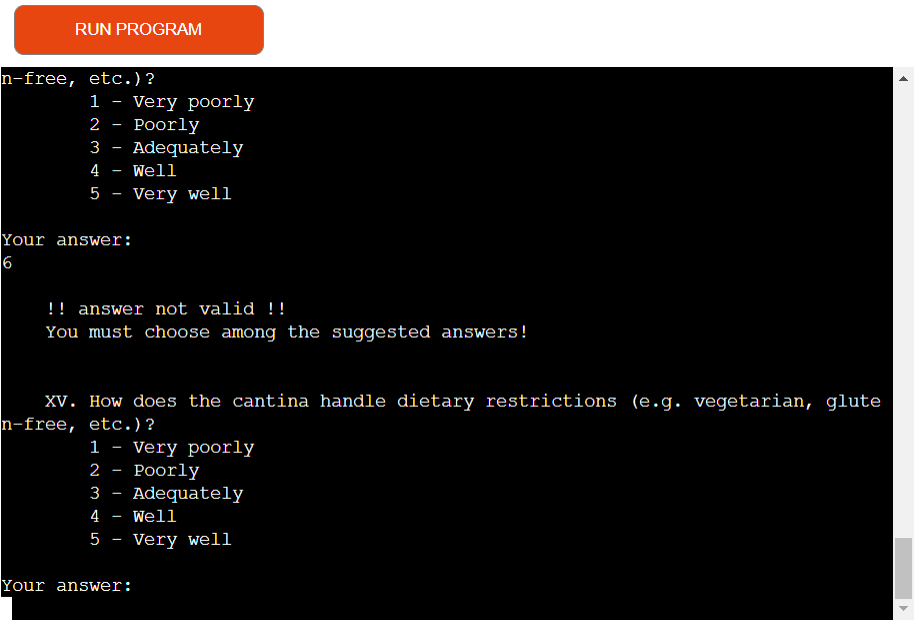 RUN PROGRAM
n-free, etc.)?
1 - Very poorly
2 - Poorly
3 - Adequately
4 - Well
5 - Very well
Your answer:
6
!! answer not valid !!
You must choose among the suggested answers!
XV. How does the cantina handle dietary restrictions (e.g. vegetarian, glute
n-free, etc.)?
1 - Very poorly
2 - Poorly
3 - Adequately
4 - Well
5 - Very well
Your answer: